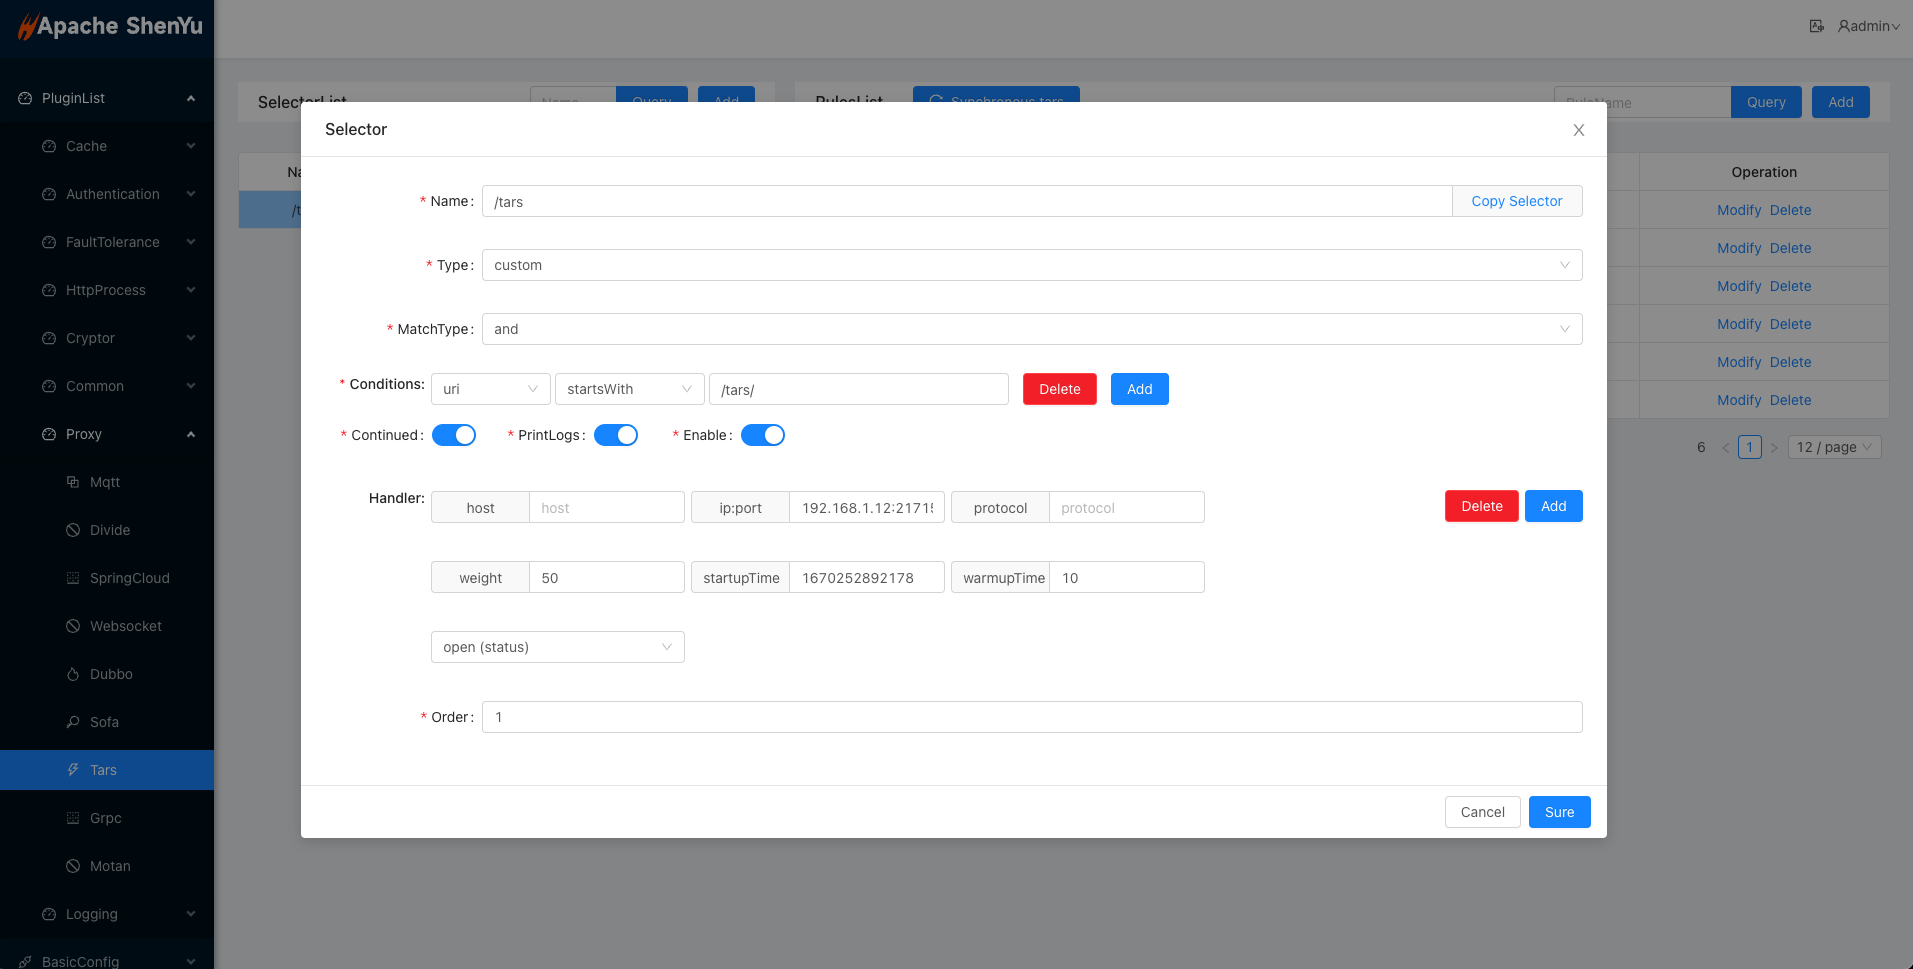 Apache ShenYu
admin
PluginList
Cache
Authentication
FaultTolerance
HttpProcess
Cryptor
Common
Proxy
Mqtt
Divide
SpringCloud
Websocket
Dubbo
Sofa
Tars
Grpc
Motan
Logging
BasicConfig
SelectorList
Name
Query
Add
RulesList
Synchronous tars
RuleName
Query
Add
Operation
Modify Delete
Modify Delete
Modify Delete
Modify Delete
Modify Delete
Modify Delete
6 < 1 > 12 / page
Selector
* Name: /tars Copy Selector
* Type: custom
* MatchType: and
* Conditions: uri startsWith /tars/ Delete Add
* Continued: * PrintLogs: * Enable:
Handler: host host ip:port 192.168.1.12:2171 protocol protocol Delete Add
weight 50 startupTime 1670252892178 warmupTime 10
open (status)
* Order: 1
Cancel Sure